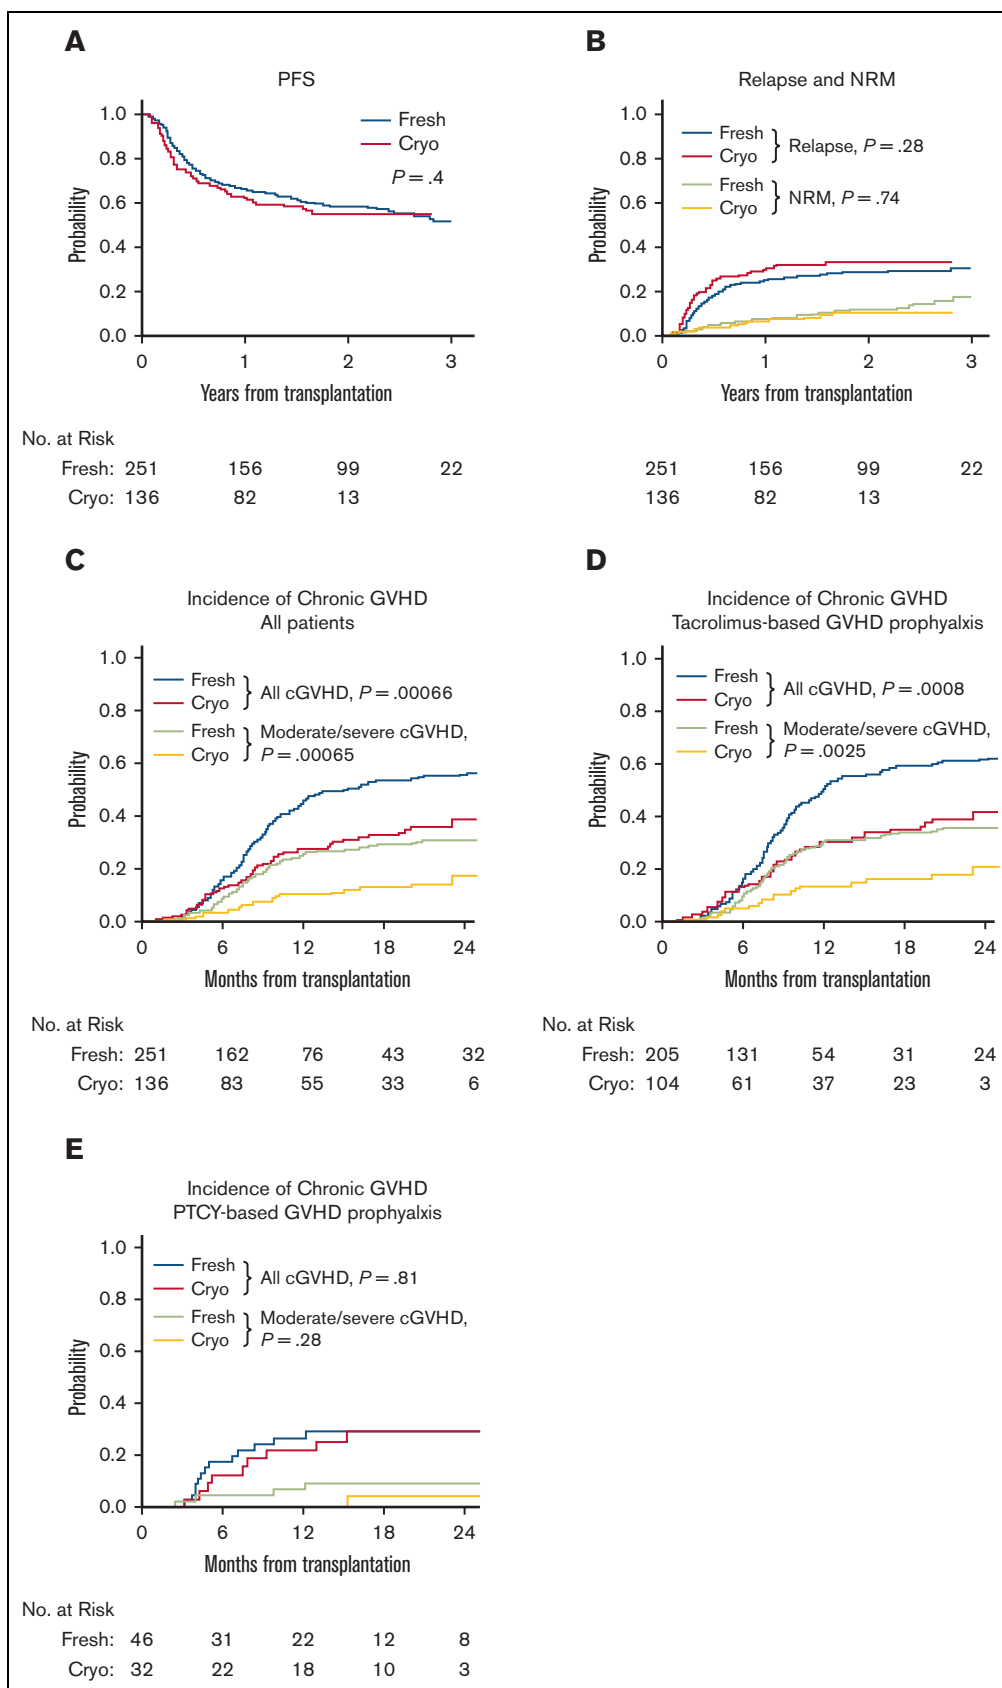 A
PFS
1.0
0.8
0.6
0.4
0.2
0.0
Probability
Fresh
Cryo
P = .4
0 1 2 3
Years from transplantation
No. at Risk
Fresh: 251 156 99 22
Cryo: 136 82 13
B
Relapse and NRM
1.0
0.8
0.6
0.4
0.2
0.0
Probability
Fresh
Cryo
} Relapse, P = .28
Fresh
Cryo
} NRM, P = .74
0 1 2 3
Years from transplantation
251 156 99 22
136 82 13
C
Incidence of Chronic GVHD
All patients
1.0
0.8
0.6
0.4
0.2
0.0
Probability
Fresh
Cryo
} All cGVHD, P = .00066
Fresh
Cryo
} Moderate/severe cGVHD,
P = .00065
0 6 12 18 24
Months from transplantation
No. at Risk
Fresh: 251 162 76 43 32
Cryo: 136 83 55 33 6
D
Incidence of Chronic GVHD
Tacrolimus-based GVHD prophyalxis
1.0
0.8
0.6
0.4
0.2
0.0
Probability
Fresh
Cryo
} All cGVHD, P = .0008
Fresh
Cryo
} Moderate/severe cGVHD,
P = .0025
0 6 12 18 24
Months from transplantation
No. at Risk
Fresh: 205 131 54 31 24
Cryo: 104 61 37 23 3
E
Incidence of Chronic GVHD
PTCY-based GVHD prophyalxis
1.0
0.8
0.6
0.4
0.2
0.0
Probability
Fresh
Cryo
} All cGVHD, P = .81
Fresh
Cryo
} Moderate/severe cGVHD,
P = .28
0 6 12 18 24
Months from transplantation
No. at Risk
Fresh: 46 31 22 12 8
Cryo: 32 22 18 10 3